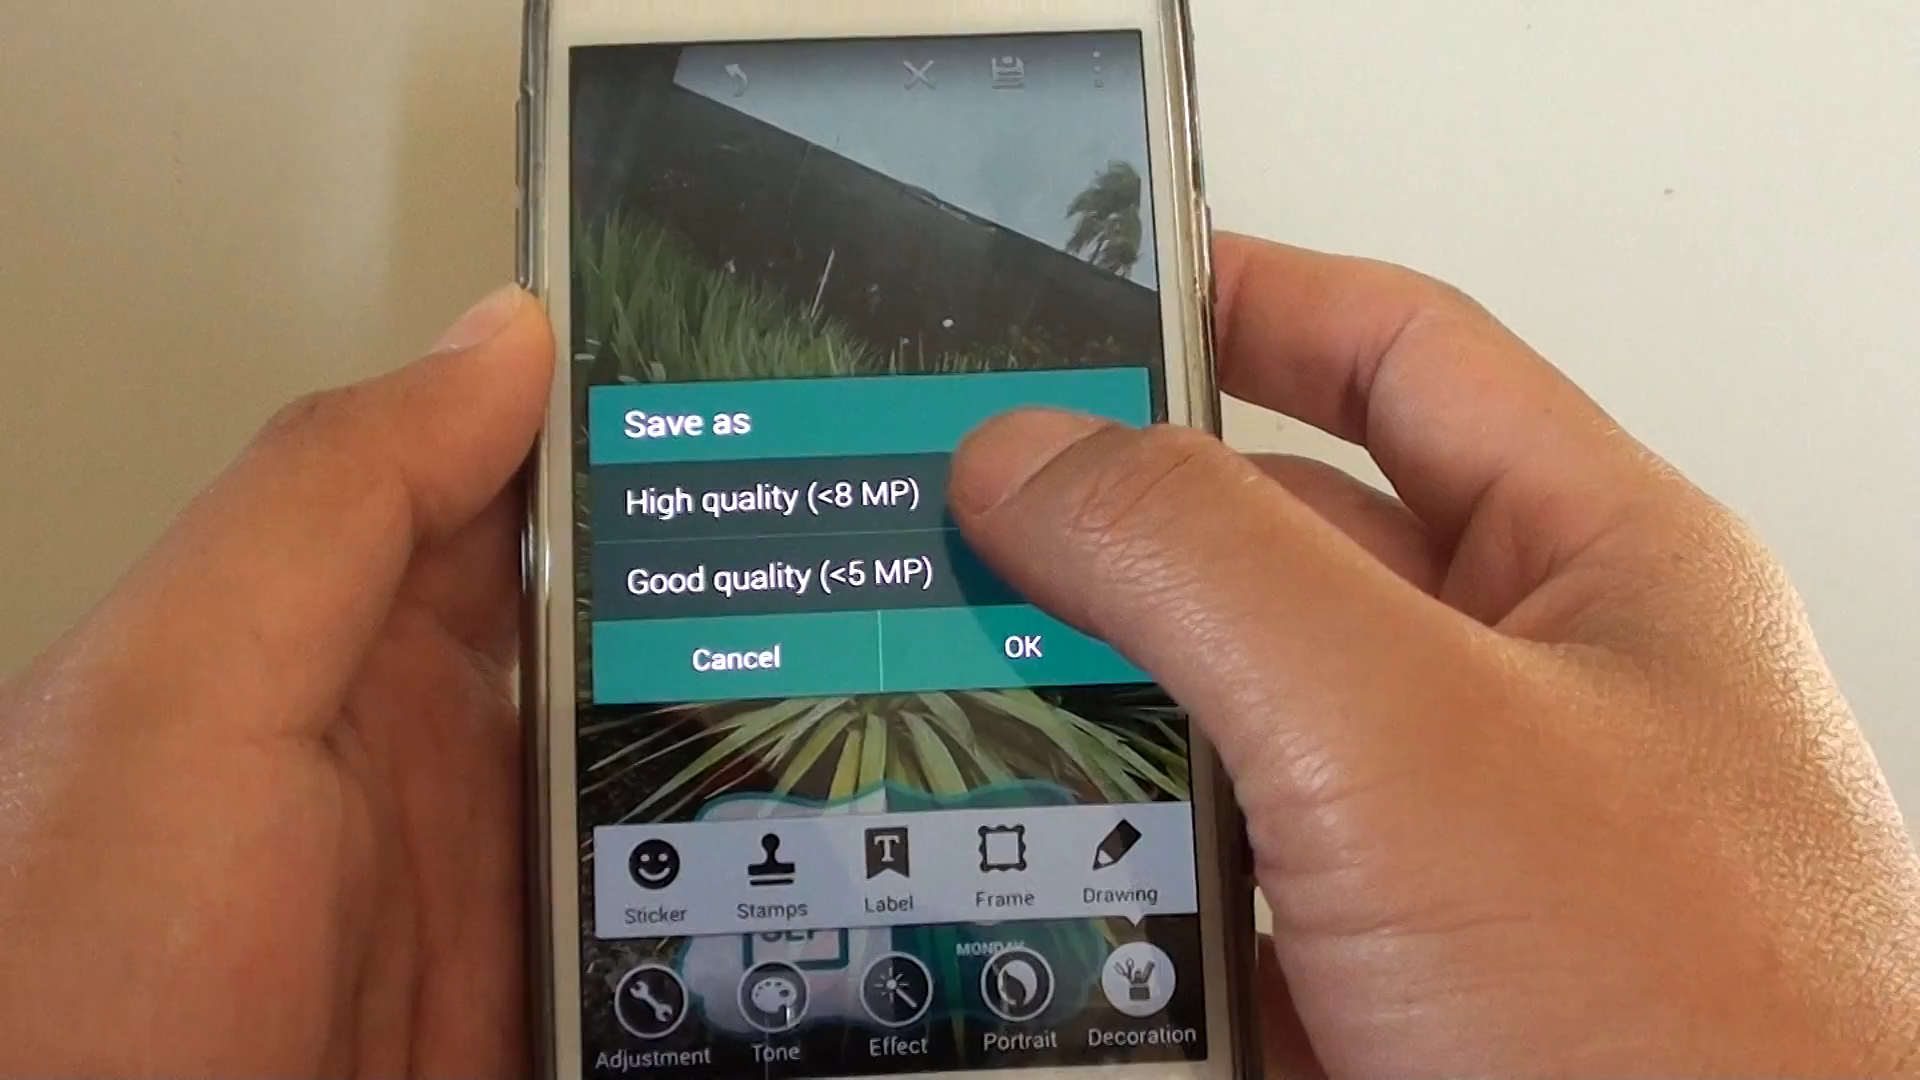 Save as
High quality (<8 MP)
Good quality (<5 MP)
Cancel
OK
Sticker
Stamps
T
Label
Frame
Drawing
MONDAY
Adjustment
Tone
Effect
Portrait
Decoration